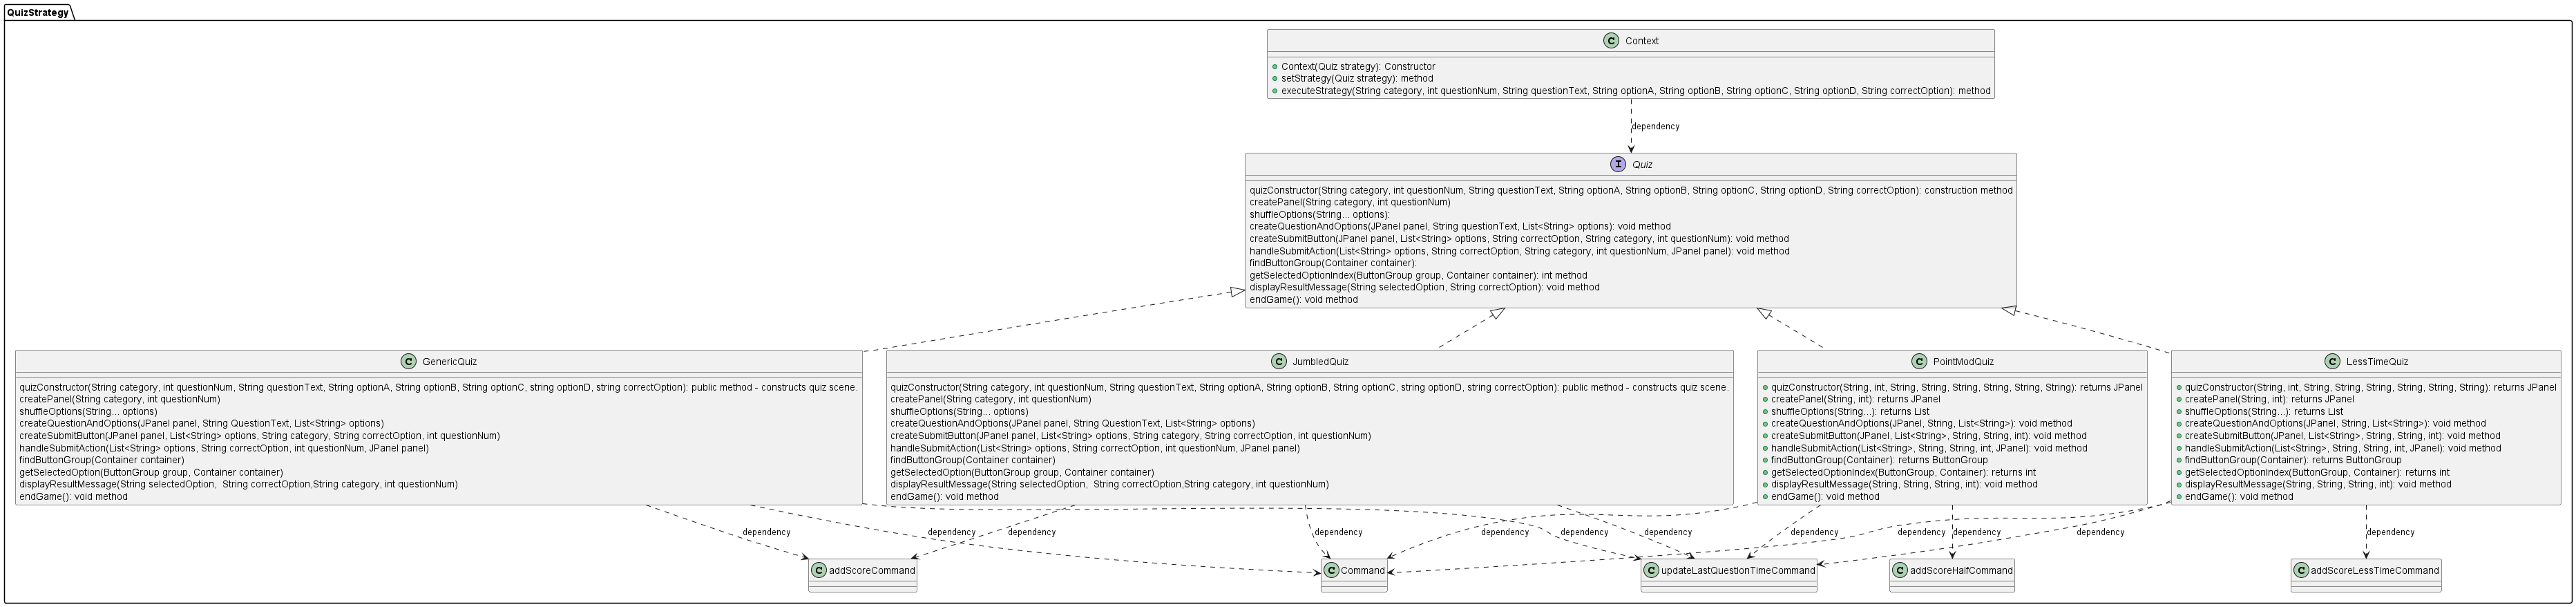 QuizStrategy
C Context
Context(Quiz strategy): Constructor
setStrategy(Quiz strategy): method
executeStrategy(String category, int questionNum, String questionText, String optionA, String optionB, String optionC, String optionD, String correctOption): method
dependency
I Quiz
quizConstructor(String category, int questionNum, String questionText, String optionA, String optionB, String optionC, String optionD, String correctOption): construction method
createPanel(String category, int questionNum)
shuffleOptions(String... options):
createQuestionAndOptions(JPanel panel, String questionText, List<String> options): void method
createSubmitButton(JPanel panel, List<String> options, String correctOption, String category, int questionNum): void method
handleSubmitAction(List<String> options, String correctOption, String category, int questionNum, JPanel panel): void method
findButtonGroup(Container container):
getSelectedOptionIndex(ButtonGroup group, Container container): int method
displayResultMessage(String selectedOption, String correctOption): void method
endGame(): void method
C GenericQuiz
quizConstructor(String category, int questionNum, String questionText, String optionA, String optionB, String optionC, string optionD, string correctOption): public method - constructs quiz scene.
createPanel(String category, int questionNum)
shuffleOptions(String... options)
createQuestionAndOptions(JPanel panel, String QuestionText, List<String> options)
createSubmitButton(JPanel panel, List<String> options, String category, String correctOption, int questionNum)
handleSubmitAction(List<String> options, String correctOption, int questionNum, JPanel panel)
findButtonGroup(Container container)
getSelectedOption(ButtonGroup group, Container container)
displayResultMessage(String selectedOption,  String correctOption,String category, int questionNum)
endGame(): void method
C JumbledQuiz
quizConstructor(String category, int questionNum, String questionText, String optionA, String optionB, String optionC, string optionD, string correctOption): public method - constructs quiz scene.
createPanel(String category, int questionNum)
shuffleOptions(String... options)
createQuestionAndOptions(JPanel panel, String QuestionText, List<String> options)
createSubmitButton(JPanel panel, List<String> options, String category, String correctOption, int questionNum)
handleSubmitAction(List<String> options, String correctOption, int questionNum, JPanel panel)
findButtonGroup(Container container)
getSelectedOption(ButtonGroup group, Container container)
displayResultMessage(String selectedOption,  String correctOption,String category, int questionNum)
endGame(): void method
C PointModQuiz
quizConstructor(String, int, String, String, String, String, String, String): returns JPanel
createPanel(String, int): returns JPanel
shuffleOptions(String...): returns List
createQuestionAndOptions(JPanel, String, List<String>): void method
createSubmitButton(JPanel, List<String>, String, String, int): void method
handleSubmitAction(List<String>, String, String, int, JPanel): void method
findButtonGroup(Container): returns ButtonGroup
getSelectedOptionIndex(ButtonGroup, Container): returns int
displayResultMessage(String, String, String, int): void method
endGame(): void method
C LessTimeQuiz
quizConstructor(String, int, String, String, String, String, String, String): returns JPanel
createPanel(String, int): returns JPanel
shuffleOptions(String...): returns List
createQuestionAndOptions(JPanel, String, List<String>): void method
createSubmitButton(JPanel, List<String>, String, String, int): void method
handleSubmitAction(List<String>, String, String, int, JPanel): void method
findButtonGroup(Container): returns ButtonGroup
getSelectedOptionIndex(ButtonGroup, Container): returns int
displayResultMessage(String, String, String, int): void method
endGame(): void method
dependency
dependency
dependency
dependency
dependency
dependency
dependency
dependency
dependency
dependency
dependency
dependency
C addScoreCommand
C Command
C updateLastQuestionTimeCommand
C addScoreHalfCommand
C addScoreLessTimeCommand